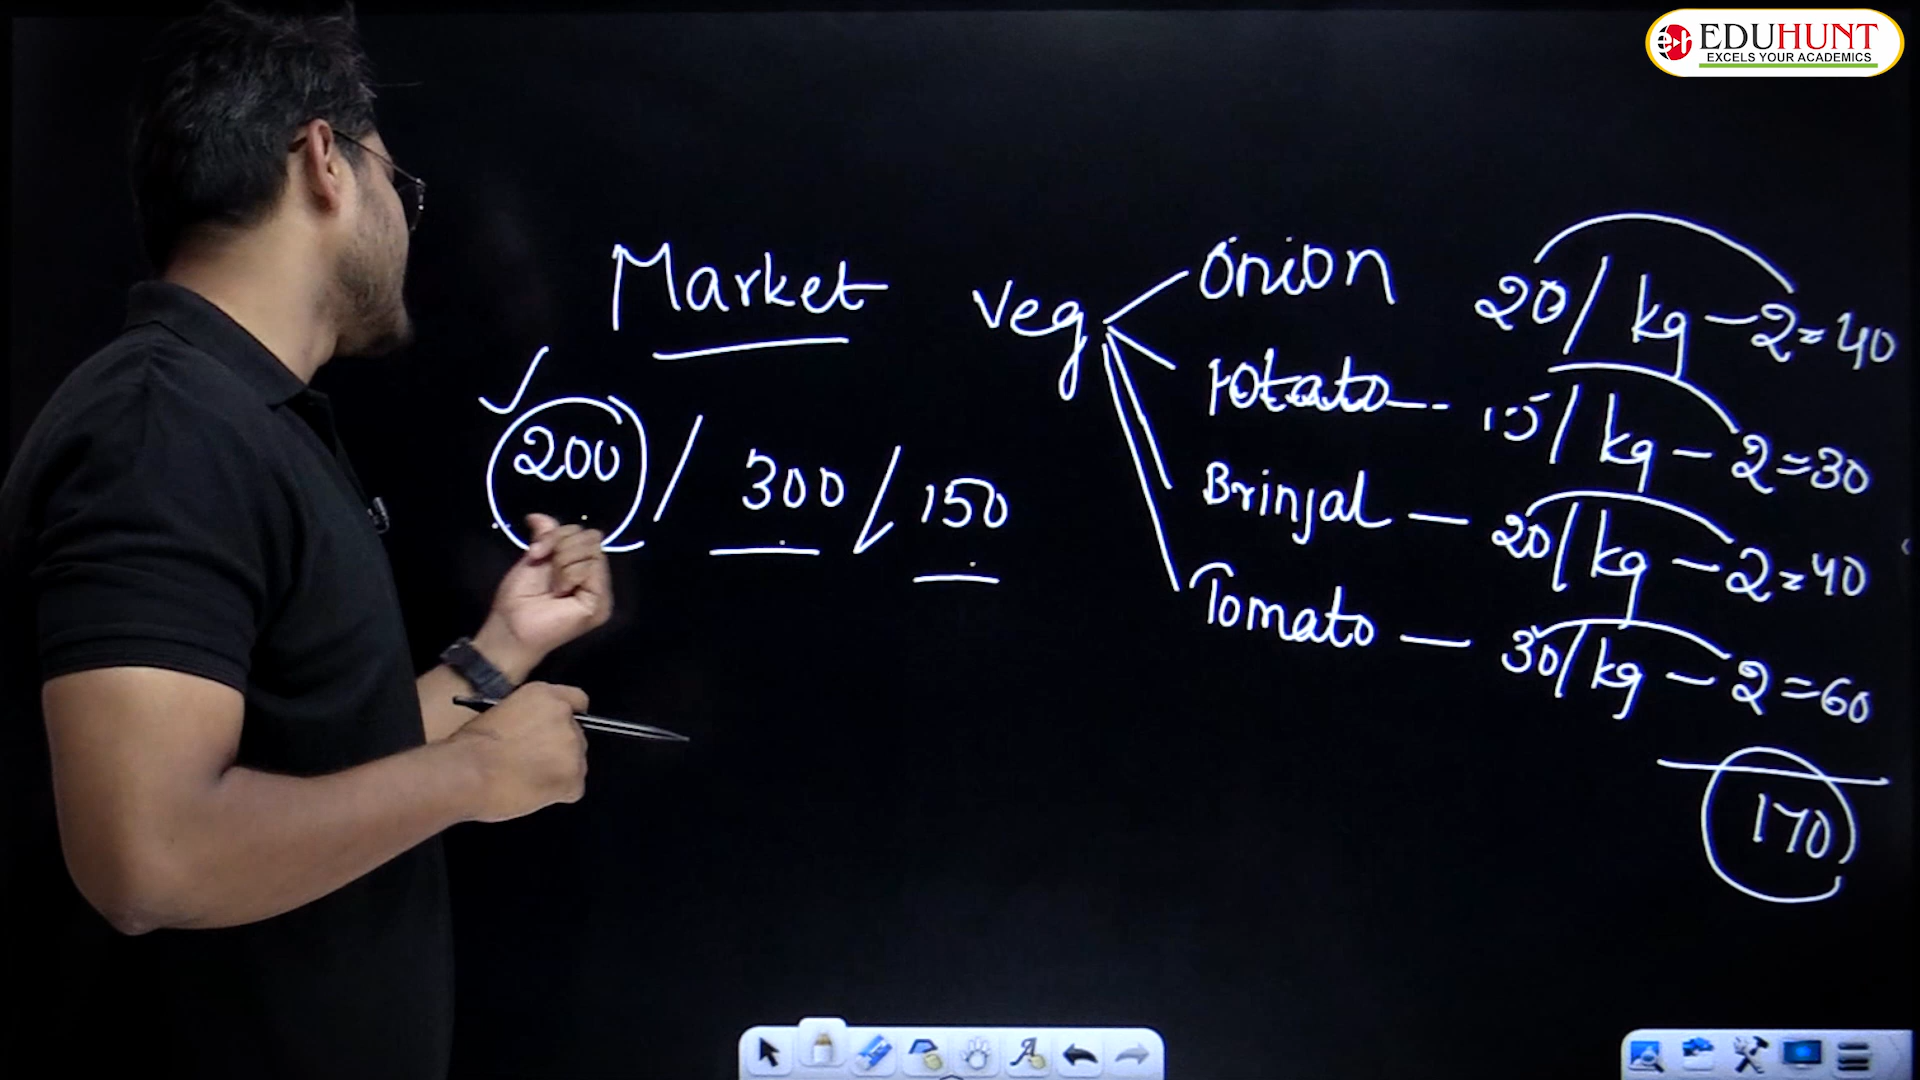 EDUHUNT
EXCELS YOUR ACADEMICS
Market veg
Onion 20/kg-2=40
Potato-- 15/kg-2=30
200/300/150
Brinjal - 20/kg-2=40
Tomato - 30/kg-2=60
170